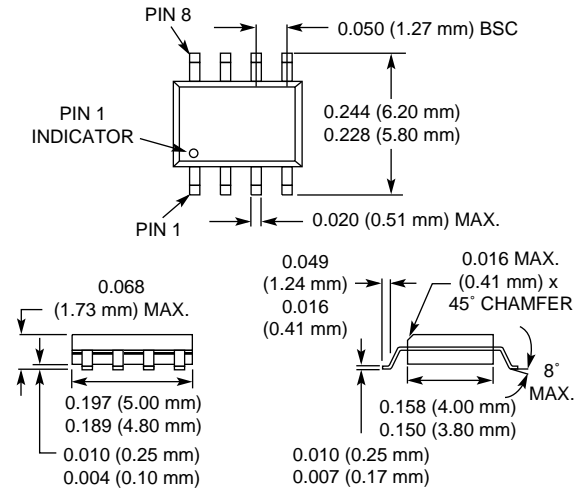 PIN 8
0.050 (1.27 mm) BSC
PIN 1
INDICATOR
0.244 (6.20 mm)
0.228 (5.80 mm)
PIN 1
0.020 (0.51 mm) MAX.
0.068
(1.73 mm) MAX.
0.197 (5.00 mm)
0.189 (4.80 mm)
0.010 (0.25 mm)
0.004 (0.10 mm)
0.049
(1.24 mm)
0.016
(0.41 mm)
0.016 MAX.
(0.41 mm) x
45° CHAMFER
8°
MAX.
0.158 (4.00 mm)
0.150 (3.80 mm)
0.010 (0.25 mm)
0.007 (0.17 mm)